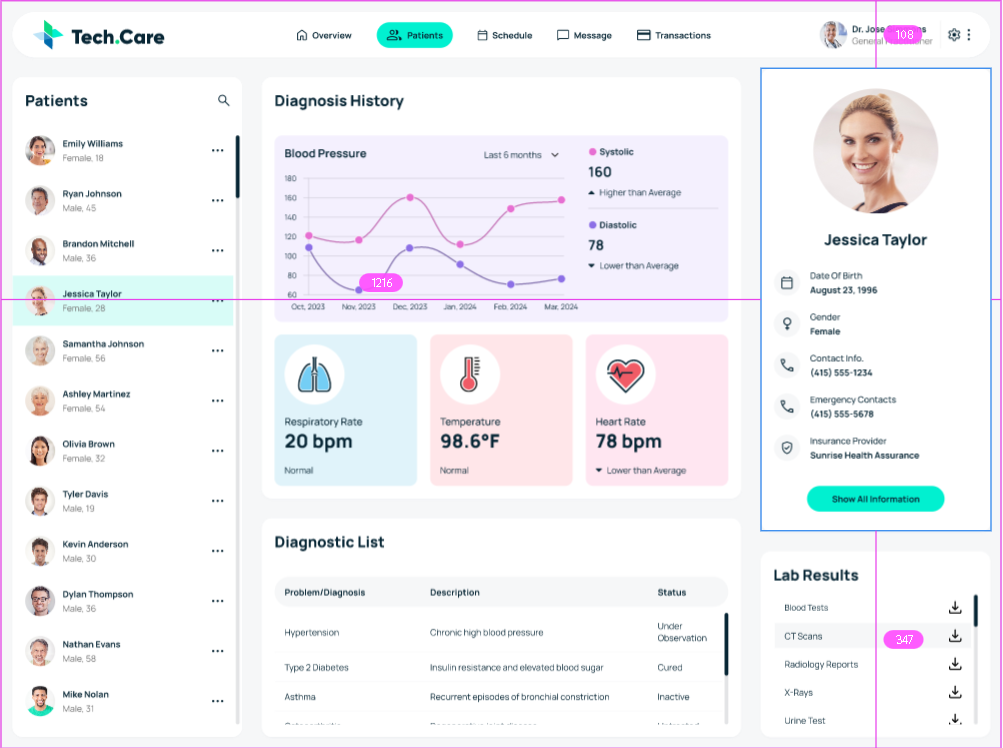 Tech.Care
Overview
Patients
Schedule
Message
Transactions
Dr. Jose
General
108
Patients
Emily Williams
Female, 18
Ryan Johnson
Male, 45
Brandon Mitchell
Male, 36
Jessica Taylor
Female, 28
Samantha Johnson
Female, 56
Ashley Martinez
Female, 54
Olivia Brown
Female, 32
Tyler Davis
Male, 19
Kevin Anderson
Male, 30
Dylan Thompson
Male, 36
Nathan Evans
Male, 58
Mike Nolan
Male, 31
Diagnosis History
Blood Pressure
Last 6 months
180
160
140
120
100
80
60
Oct, 2023
Nov, 2023
Dec, 2023
Jan, 2024
Feb, 2024
Mar, 2024
1216
Systolic
160
Higher than Average
Diastolic
78
Lower than Average
Respiratory Rate
20 bpm
Normal
Temperature
98.6°F
Normal
Heart Rate
78 bpm
Lower than Average
Diagnostic List
Problem/Diagnosis Description Status
Hypertension Chronic high blood pressure Under
Observation
Type 2 Diabetes Insulin resistance and elevated blood sugar Cured
Asthma Recurrent episodes of bronchial constriction Inactive
Jessica Taylor
Date Of Birth
August 23, 1996
Gender
Female
Contact Info.
(415) 555-1234
Emergency Contacts
(415) 555-5678
Insurance Provider
Sunrise Health Assurance
Show All Information
Lab Results
Blood Tests
CT Scans
347
Radiology Reports
X-Rays
Urine Test